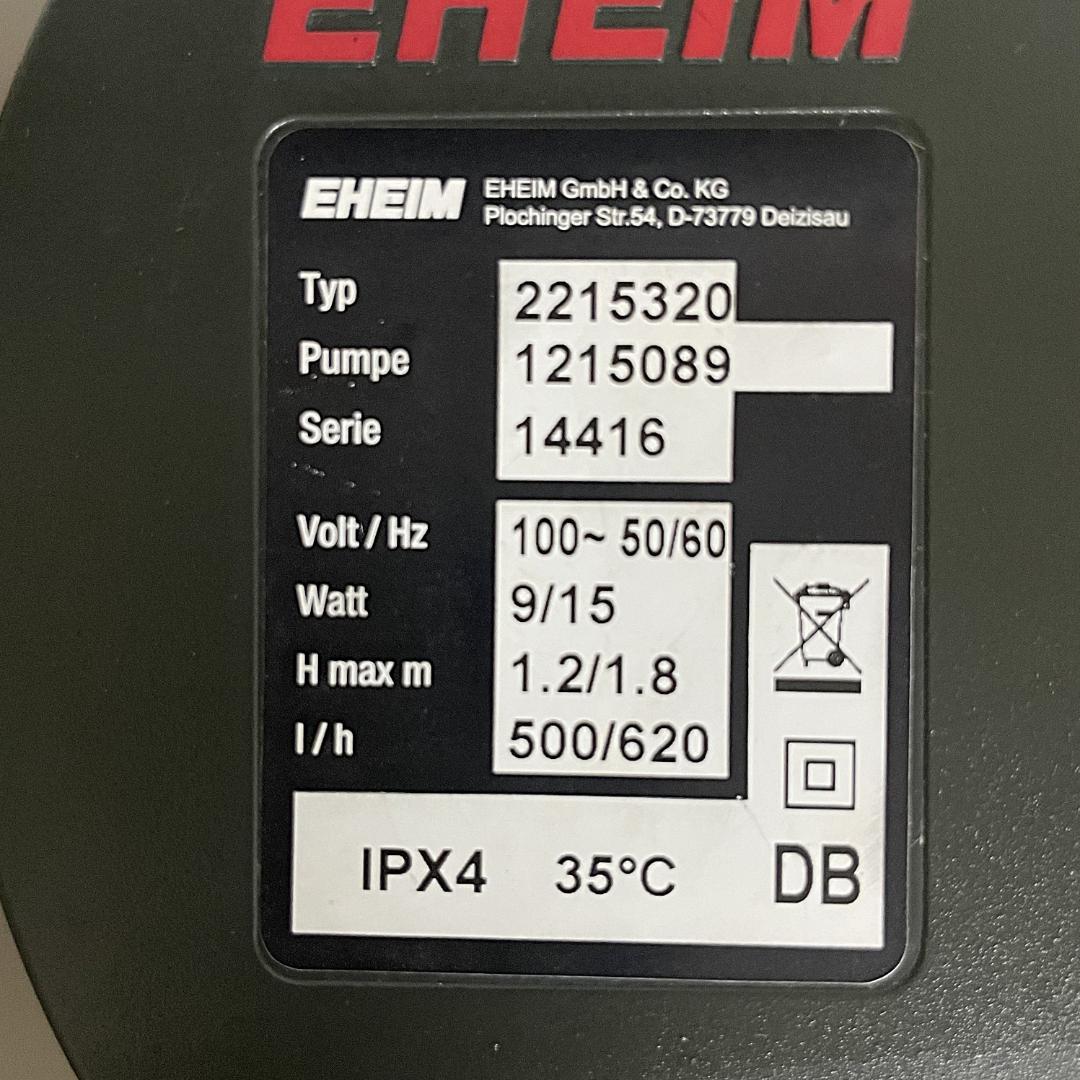 EHEIM
EHEIM EHEIM GmbH & Co. KG
Plochinger Str.54, D-73779 Deizisau
Typ 2215320
Pumpe 1215089
Serie 14416
Volt / Hz 100~ 50/60
Watt 9/15
H max m 1.2/1.8
l / h 500/620
IPX4 35°C DB